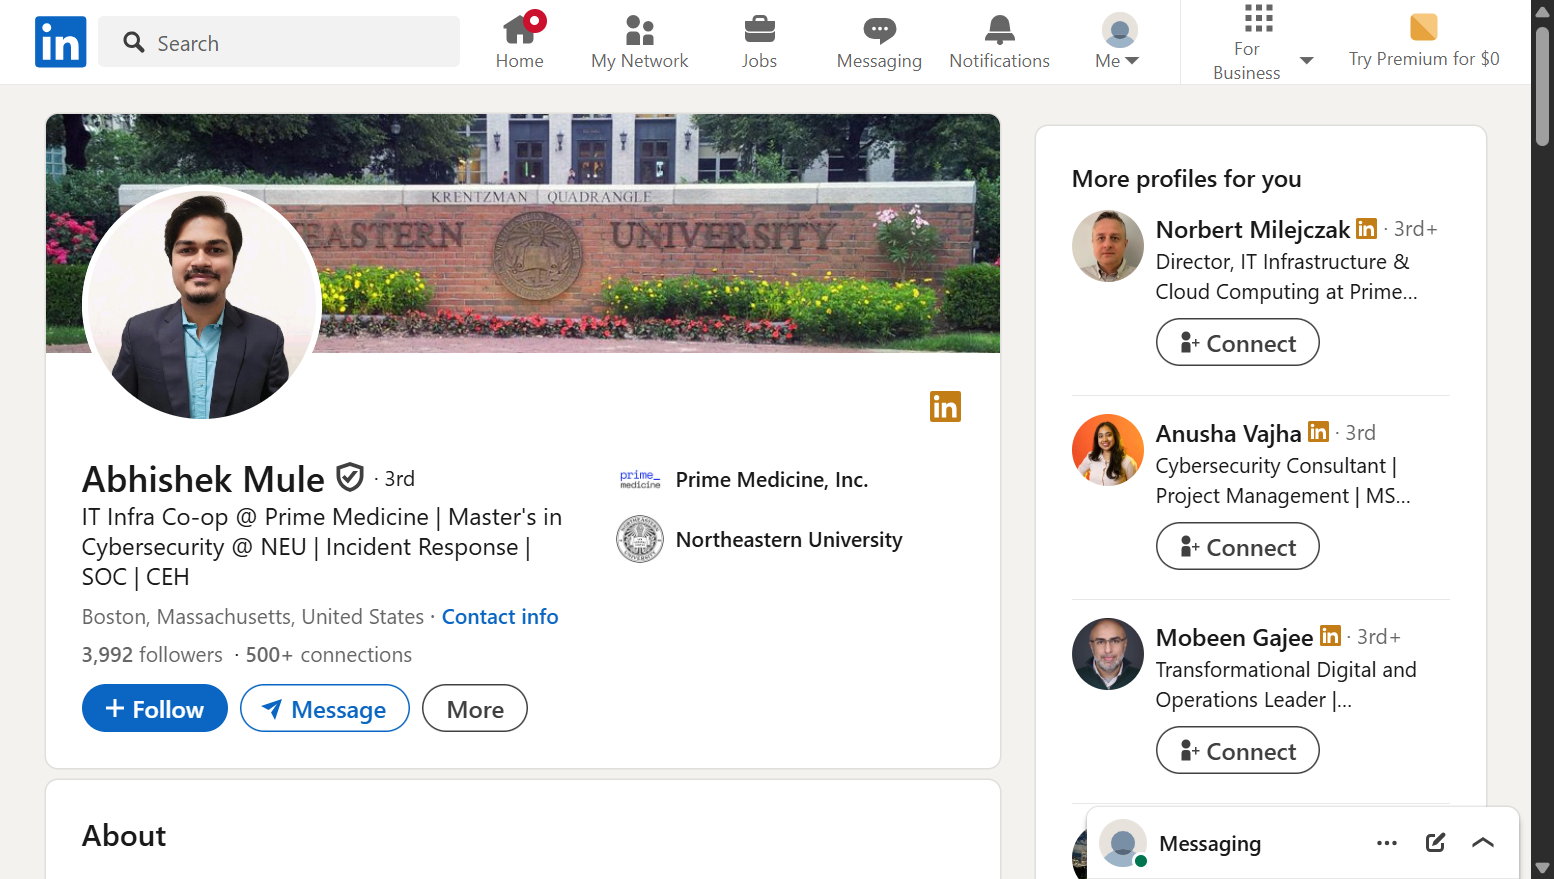 in
Search
Home
My Network
Jobs
Messaging
Notifications
Me
For
Business
Try Premium for $0
KRENTZMAN QUADRANGLE
EASTERN UNIVERSITY
in
Abhishek Mule · 3rd
IT Infra Co-op @ Prime Medicine | Master's in
Cybersecurity @ NEU | Incident Response |
SOC | CEH
Boston, Massachusetts, United States · Contact info
3,992 followers · 500+ connections
+ Follow
Message
More
prime_
medicine
Prime Medicine, Inc.
Northeastern University
About
More profiles for you
Norbert Milejczak in · 3rd+
Director, IT Infrastructure &
Cloud Computing at Prime...
Connect
Anusha Vajha in · 3rd
Cybersecurity Consultant |
Project Management | MS...
Connect
Mobeen Gajee in · 3rd+
Transformational Digital and
Operations Leader |...
Connect
Messaging